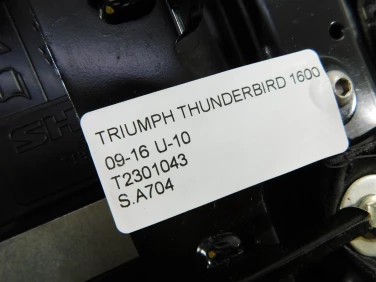 TRIUMPH THUNDERBIRD 1600
09-16 U-10
T2301043
S.A704